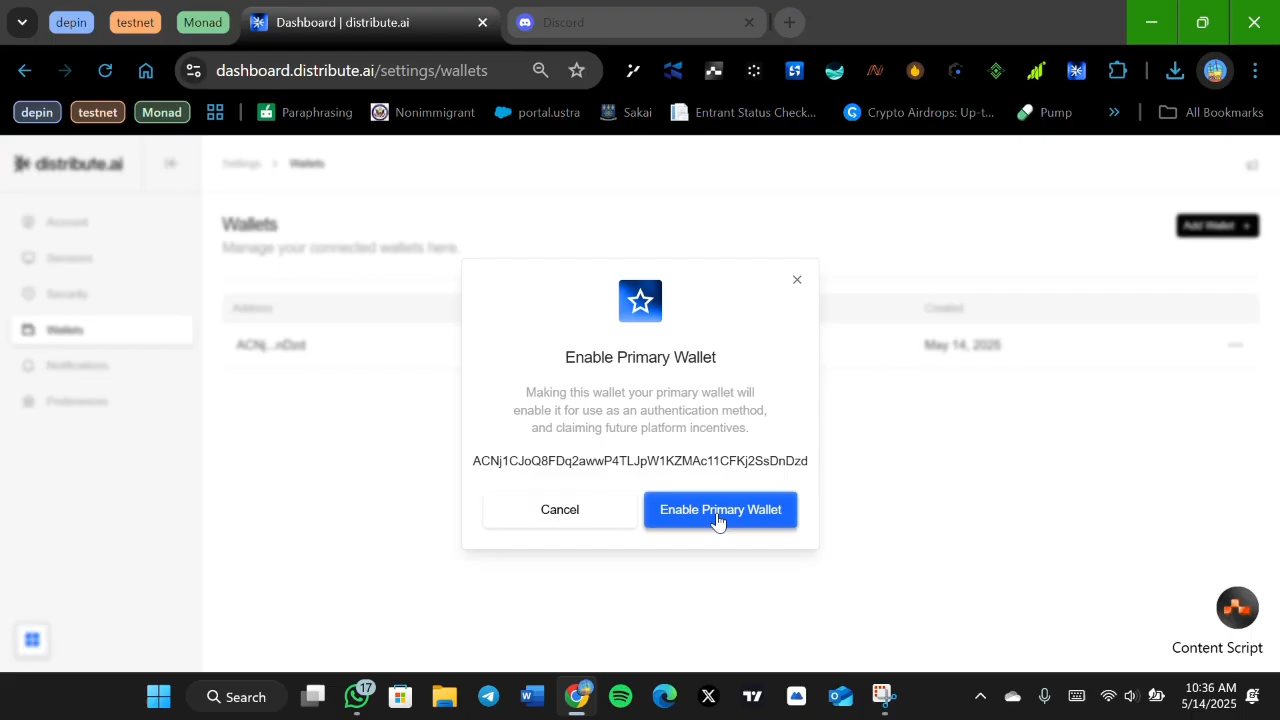 depin
testnet
Monad
Dashboard | distribute.ai
Discord
dashboard.distribute.ai/settings/wallets
depin
testnet
Monad
Paraphrasing
Nonimmigrant
portal.ustra
Sakai
Entrant Status Check...
Crypto Airdrops: Up-t...
Pump
All Bookmarks
distribute.ai
Settings > Wallets
Account
Sessions
Security
Wallets
Notifications
Preferences
Wallets
Manage your connected wallets here.
Add Wallet +
Address
Created
ACNj...nDzd
May 14, 2025
Enable Primary Wallet
Making this wallet your primary wallet will
enable it for use as an authentication method,
and claiming future platform incentives.
ACNj1CJoQ8FDq2awwP4TLJpW1KZMAc11CFKj2SsDnDzd
Cancel
Enable Primary Wallet
Content Script
Search
17
10:36 AM
5/14/2025